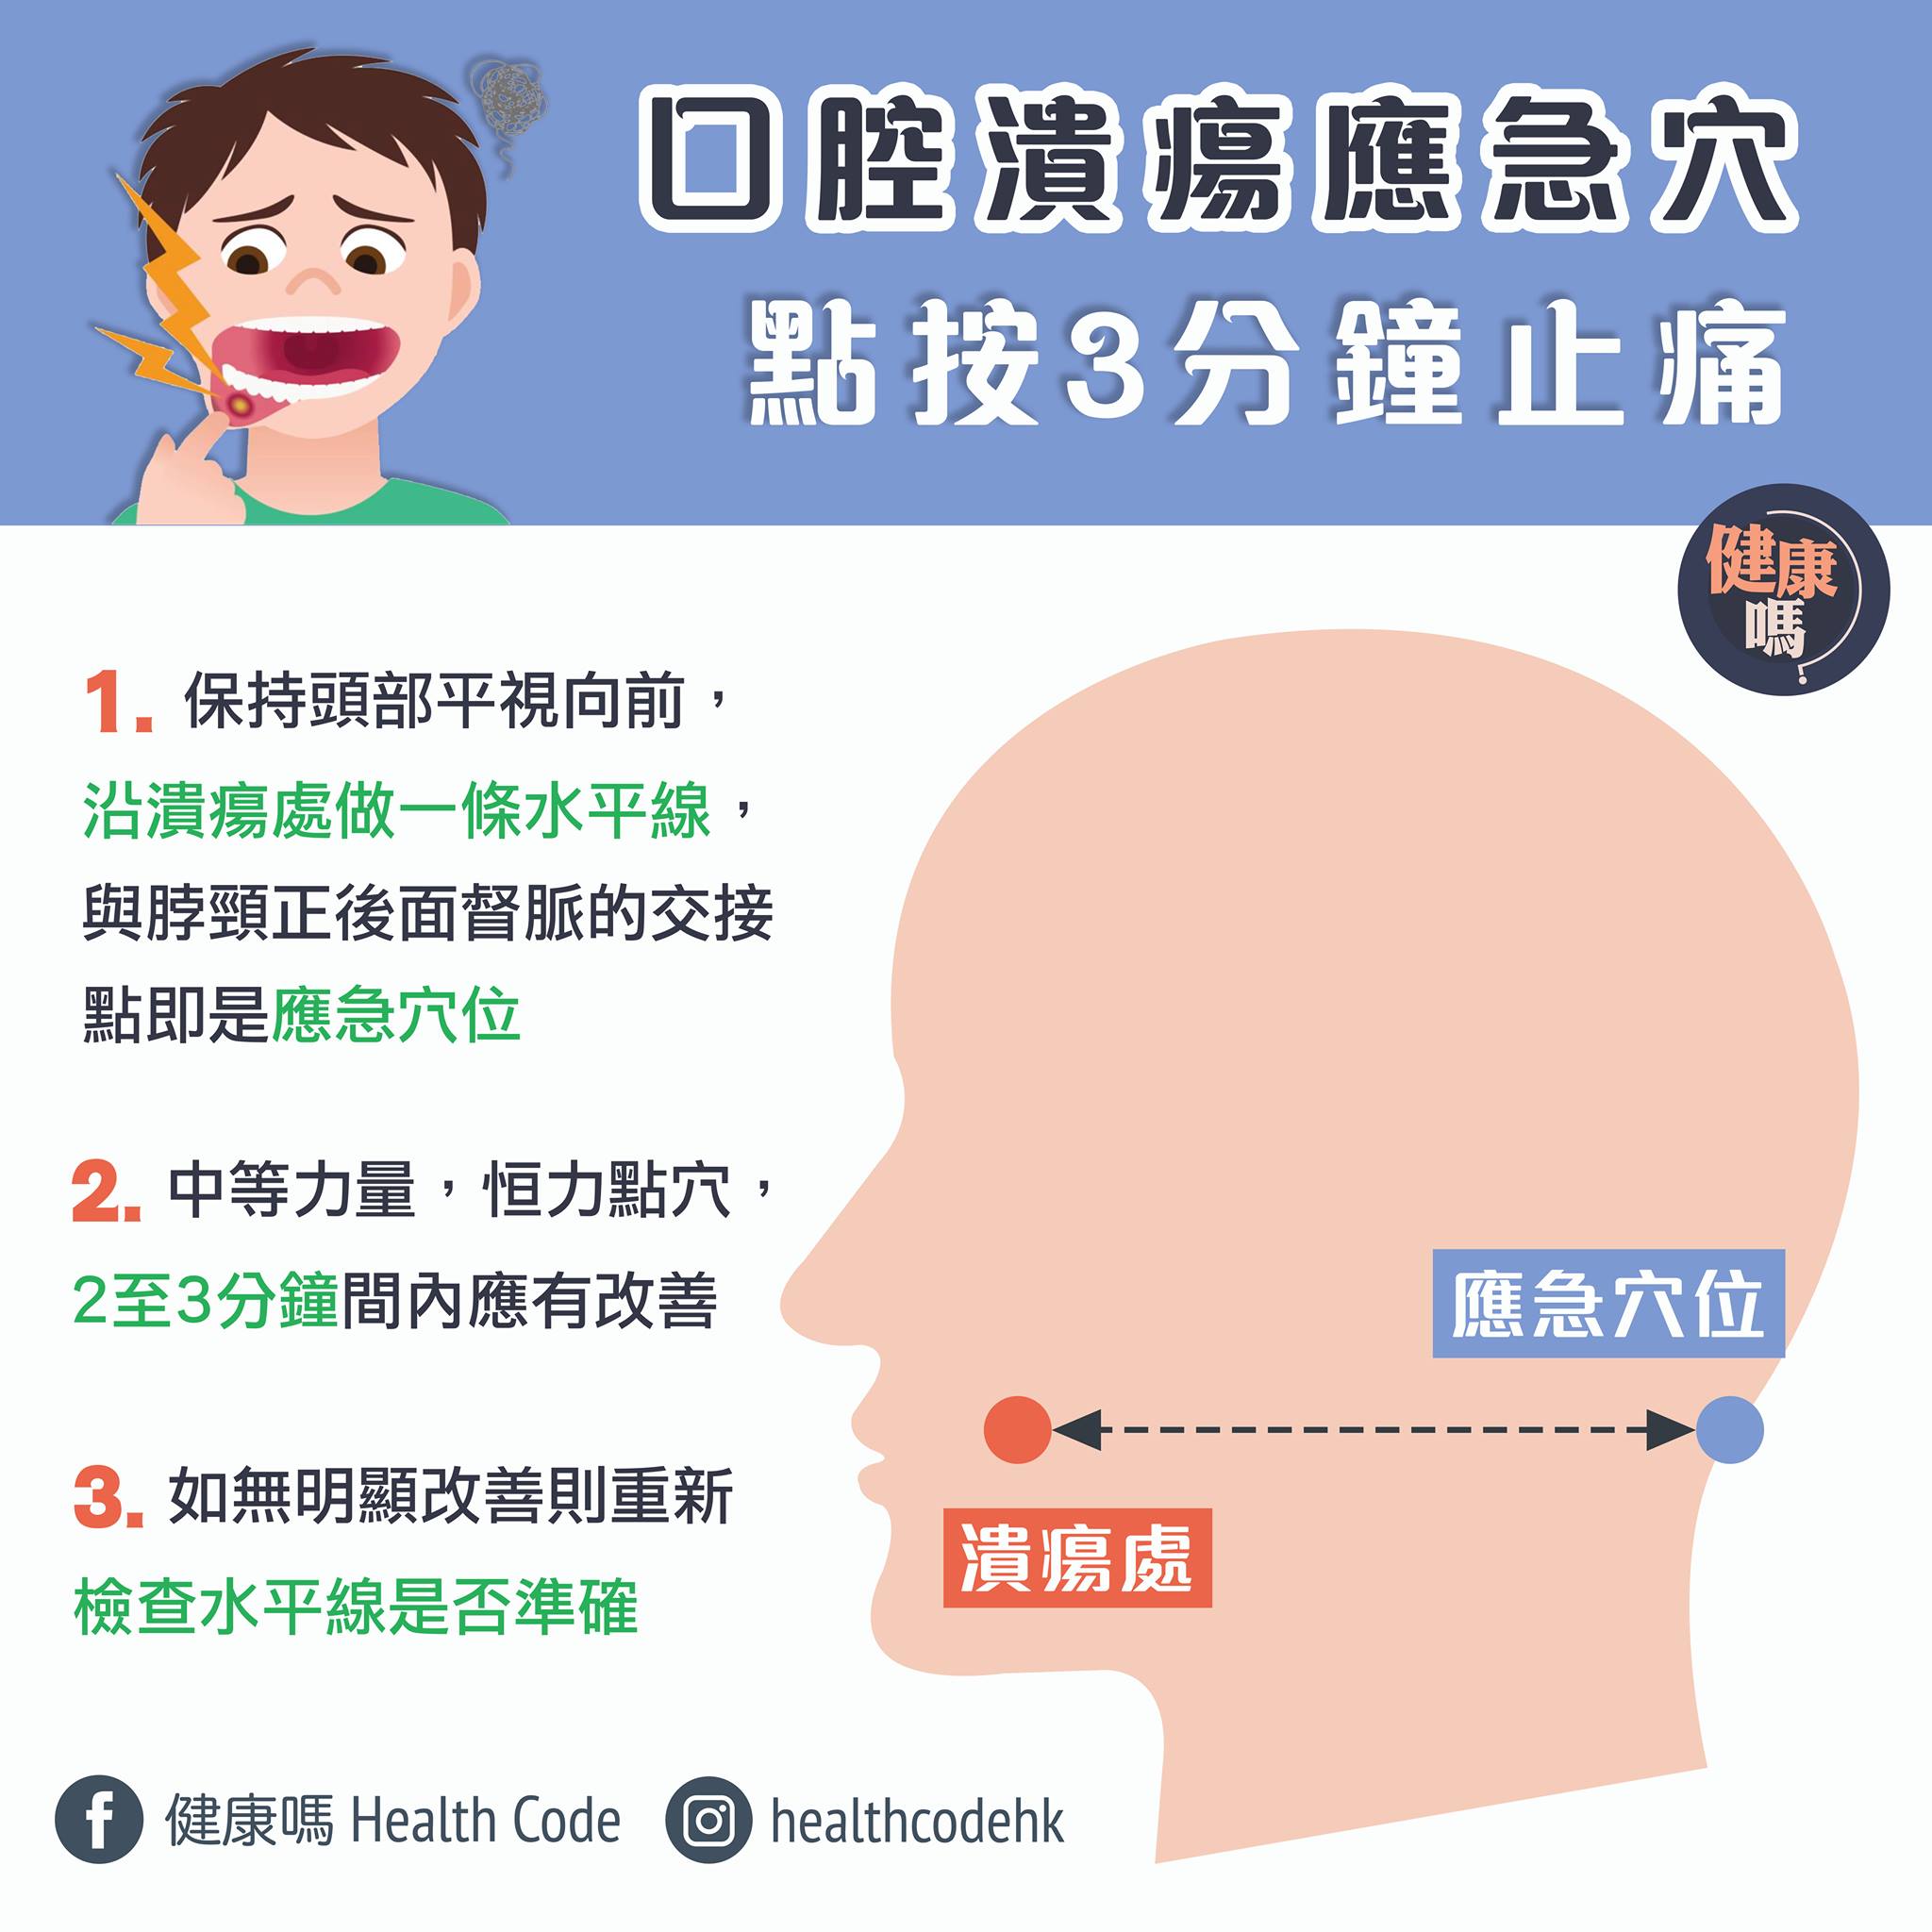 口腔潰瘍應急穴
點按3分鐘止痛
健康
嗎
1. 保持頭部平視向前，
沿潰瘍處做一條水平線，
與脖頸正後面督脈的交接
點即是應急穴位
2. 中等力量，恒力點穴，
2至3分鐘間內應有改善
3. 如無明顯改善則重新
檢查水平線是否準確
應急穴位
潰瘍處
健康嗎 Health Code
healthcodehk